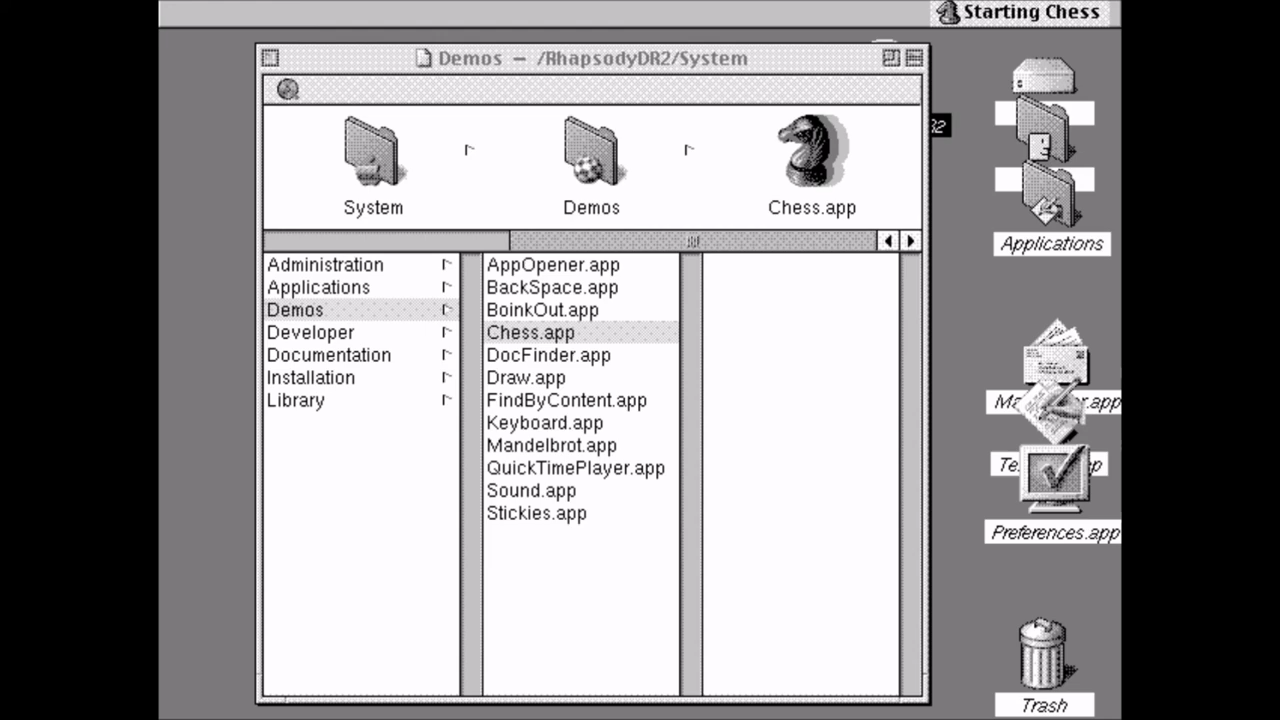 Starting Chess
Demos — /RhapsodyDR2/System
System
Demos
Chess.app
Administration
Applications
Demos
Developer
Documentation
Installation
Library
AppOpener.app
BackSpace.app
BoinkOut.app
Chess.app
DocFinder.app
Draw.app
FindByContent.app
Keyboard.app
Mandelbrot.app
QuickTimePlayer.app
Sound.app
Stickies.app
Applications
Preferences.app
Trash